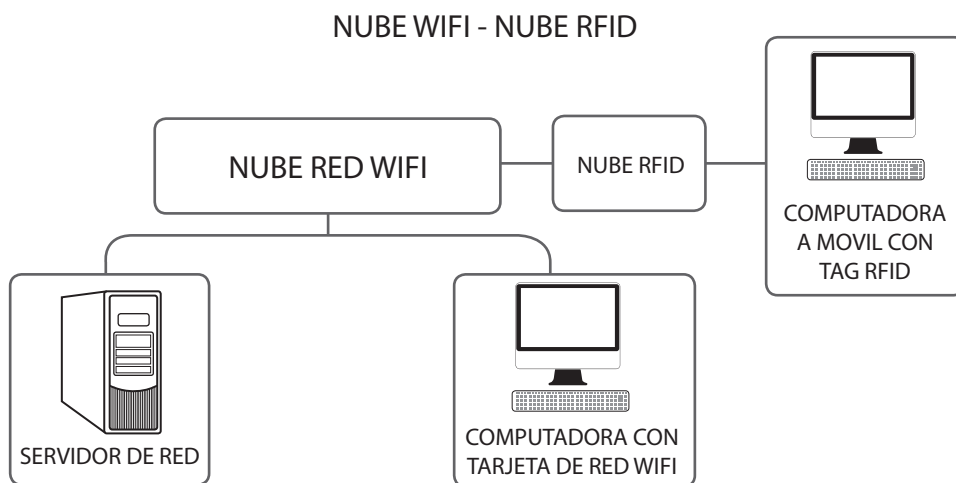 NUBE WIFI - NUBE RFID
NUBE RED WIFI
NUBE RFID
COMPUTADORA
A MOVIL CON
TAG RFID
SERVIDOR DE RED
COMPUTADORA CON
TARJETA DE RED WIFI